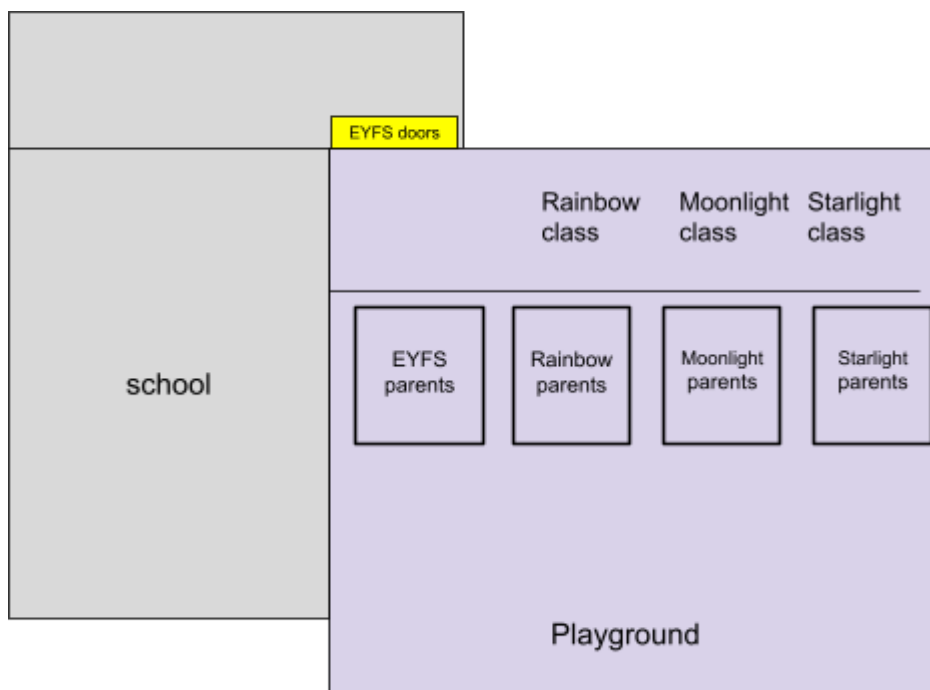 EYFS doors
Rainbow
class
Moonlight
class
Starlight
class
EYFS
parents
Rainbow
parents
Moonlight
parents
Starlight
parents
school
Playground